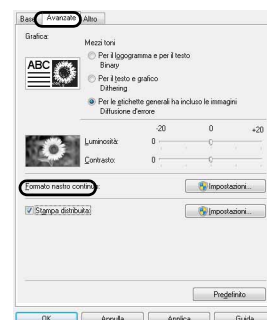 Base Avanzate Altro
Grafica:
Mezzi toni
Per il logogramma e per il testo
Binary
ABC
Per il testo e grafico
Dithering
Per le etichette generali ha incluso le immagini
Diffusione d'errore
-20 0 +20
Luminosità: 0
Contrasto: 0
Formato nastro continuo: Impostazioni...
Stampa distribuita: Impostazioni...
Predefinito
OK Annulla Applica Guida